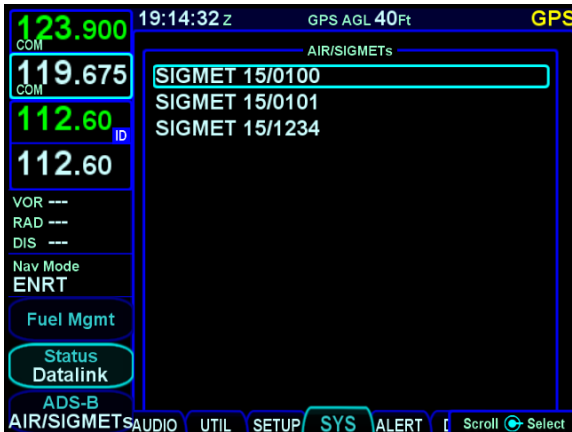 123.900
COM
119.675
COM
112.60
ID
112.60
VOR ---
RAD ---
DIS ---
Nav Mode
ENRT
Fuel Mgmt
Status
Datalink
ADS-B
AIR/SIGMETs
19:14:32 Z GPS AGL 40Ft GPS
AIR/SIGMETs
SIGMET 15/0100
SIGMET 15/0101
SIGMET 15/1234
AUDIO UTIL SETUP SYS ALERT Scroll Select